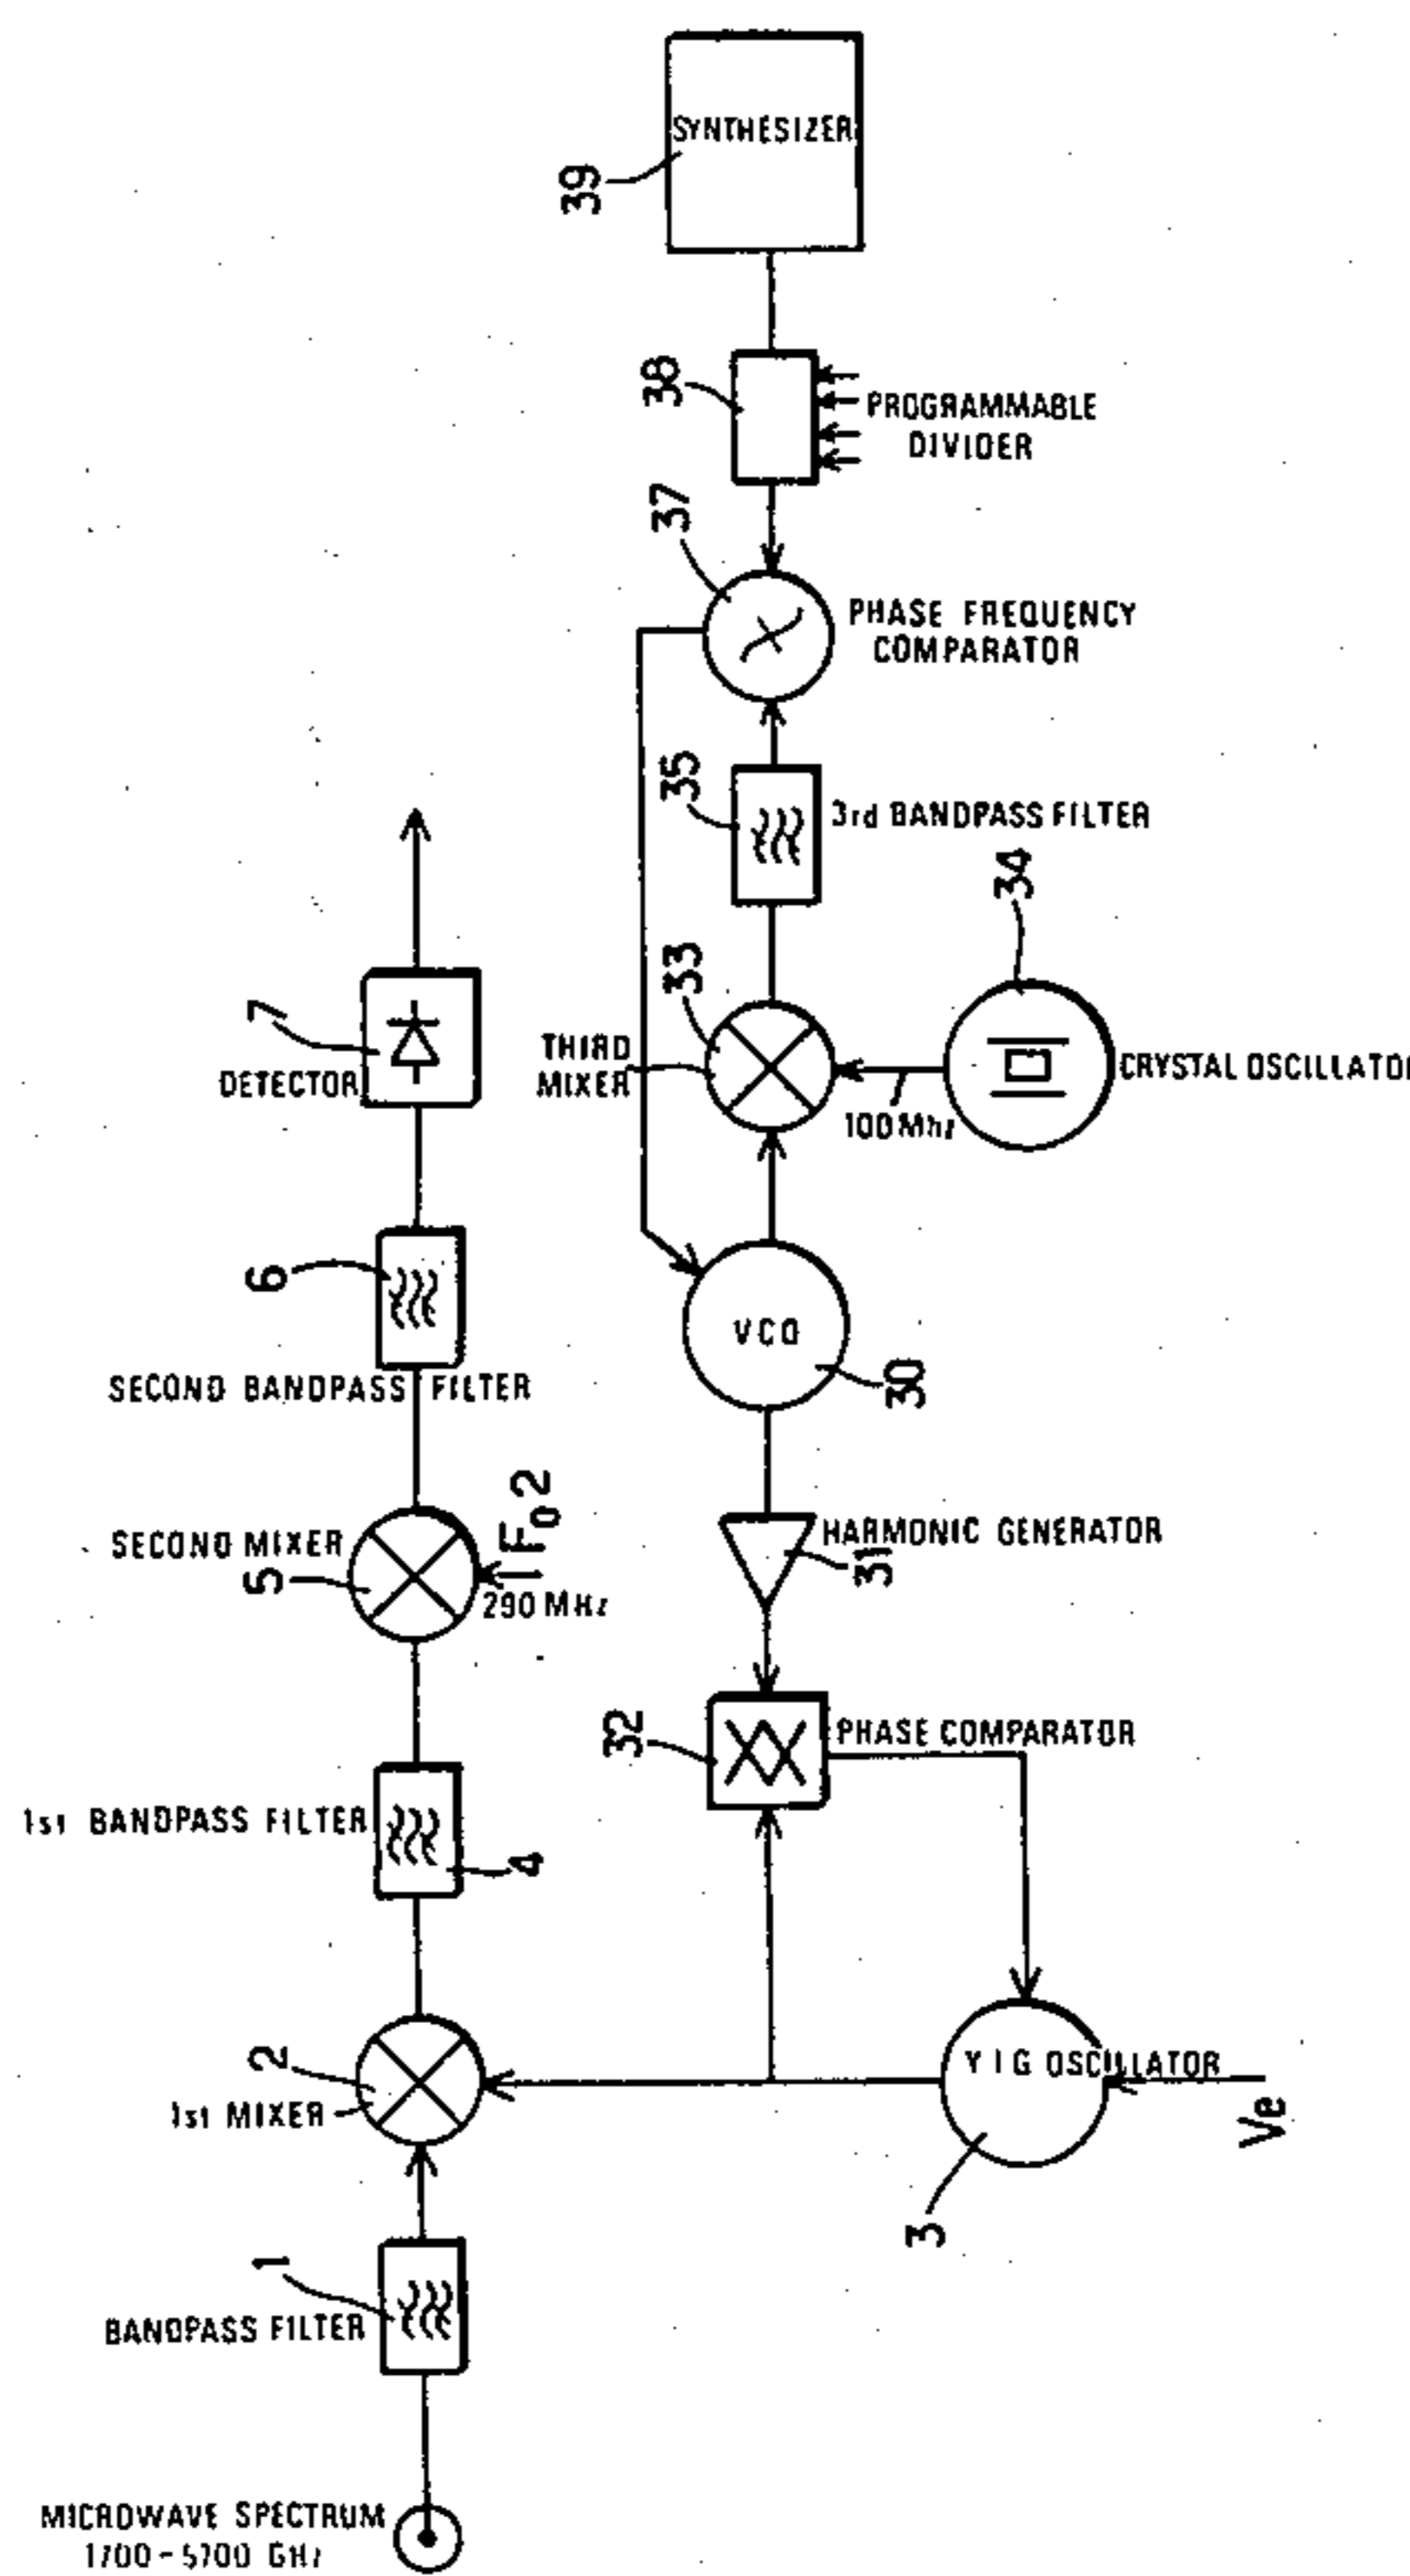 SYNTHESIZER
39
38
PROGRAMMABLE
DIVIDER
37
PHASE FREQUENCY
COMPARATOR
35
3rd BANDPASS FILTER
34
33
7
THIRD
MIXER
DETECTOR
CRYSTAL OSCILLATOR
100 Mhz
6
VCO
30
SECOND BANDPASS FILTER
F₀2
SECOND MIXER
5
290 MHz
HARMONIC GENERATOR
31
32
PHASE COMPARATOR
1st BANDPASS FILTER
4
2
1st MIXER
YIG OSCILLATOR
Ve
3
1
BANDPASS FILTER
MICROWAVE SPECTRUM
1700-5700 GHz